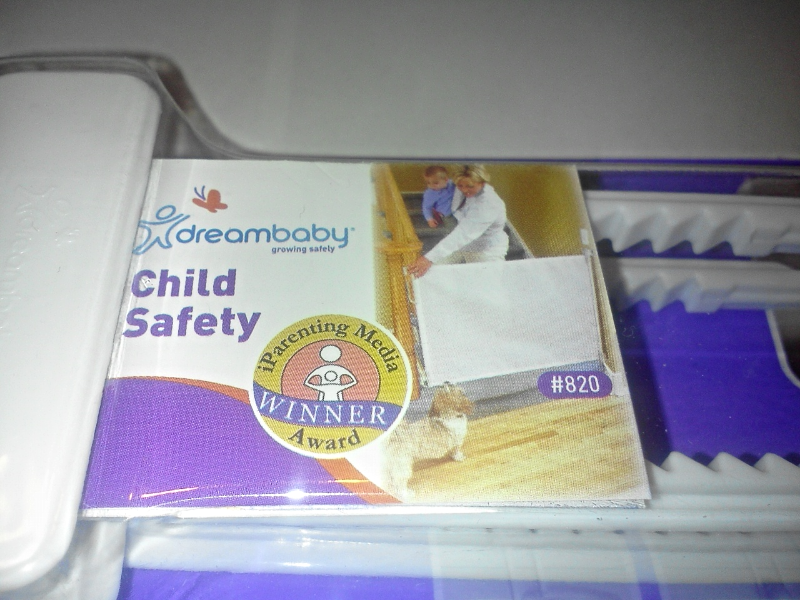 dreambaby®
growing safely
Child
Safety
iParenting Media
WINNER
Award
#820